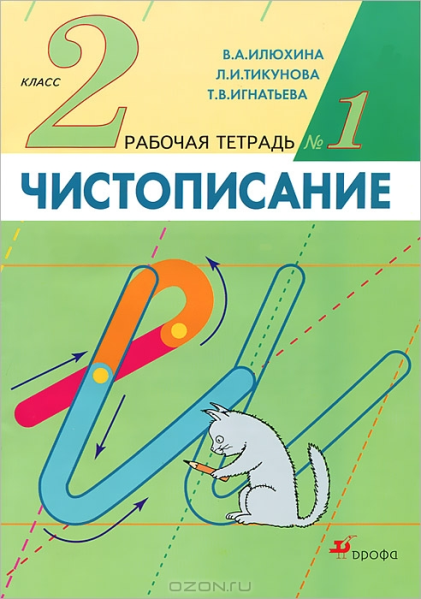 2
КЛАСС
В.А.ИЛЮХИНА
Л.И.ТИКУНОВА
Т.В.ИГНАТЬЕВА
РАБОЧАЯ ТЕТРАДЬ № 1
ЧИСТОПИСАНИЕ
дрофа
OZON.ru